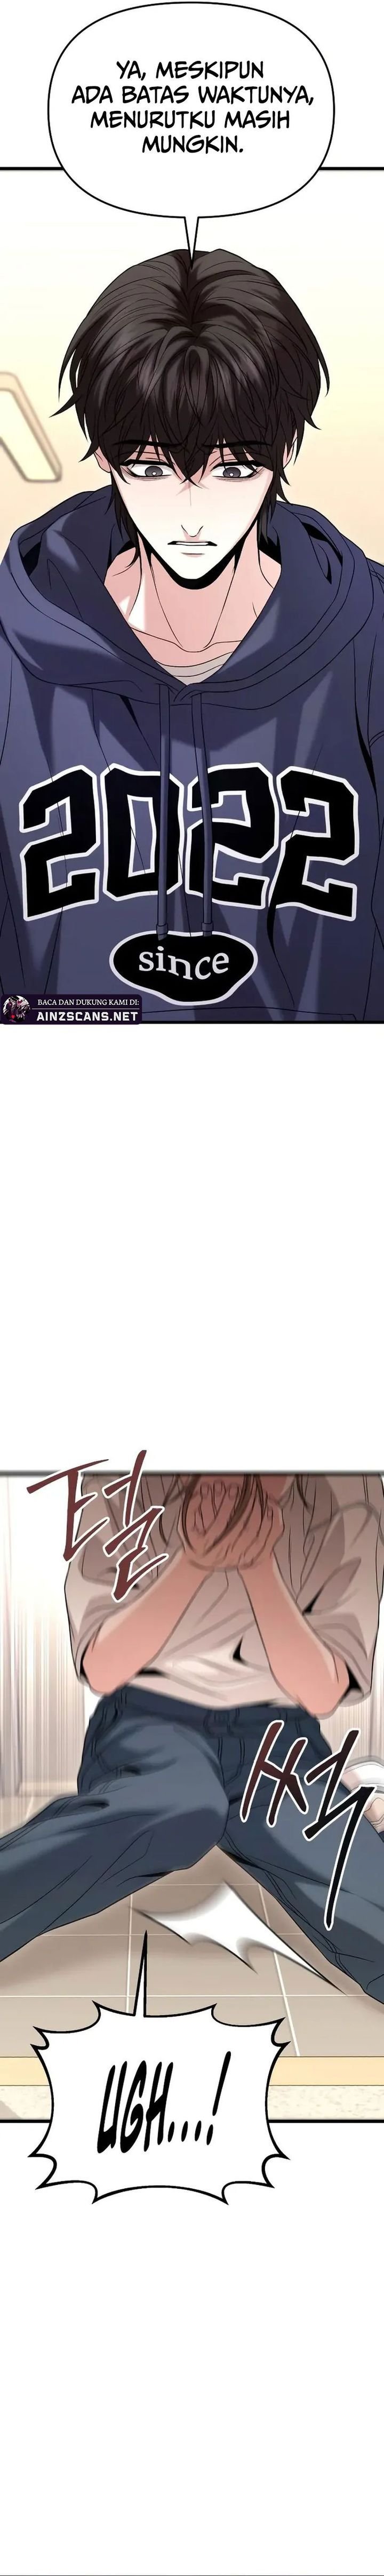 YA, MESKIPUN
ADA BATAS WAKTUNYA,
MENURUTKU MASIH
MUNGKIN.
2022
since
BACA DAN DUKUNG KAMI DI:
AINZSCANS.NET
털
썩
UGH...!